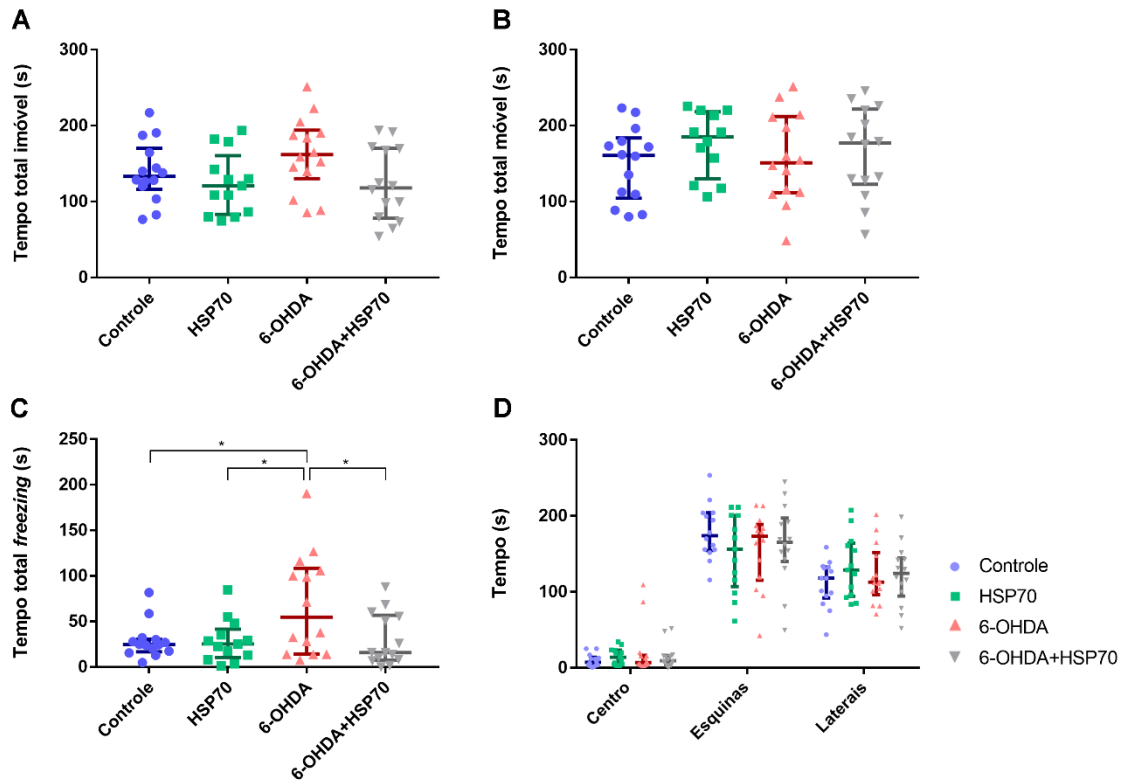 A
Tempo total imóvel (s)
300
200
100
0
Controle
HSP70
6-OHDA
6-OHDA+HSP70
B
Tempo total móvel (s)
300
200
100
0
Controle
HSP70
6-OHDA
6-OHDA+HSP70
C
Tempo total freezing (s)
250
200
150
100
50
0
*
*
*
Controle
HSP70
6-OHDA
6-OHDA+HSP70
D
Tempo (s)
300
200
100
0
Centro
Esquinas
Laterais
Controle
HSP70
6-OHDA
6-OHDA+HSP70